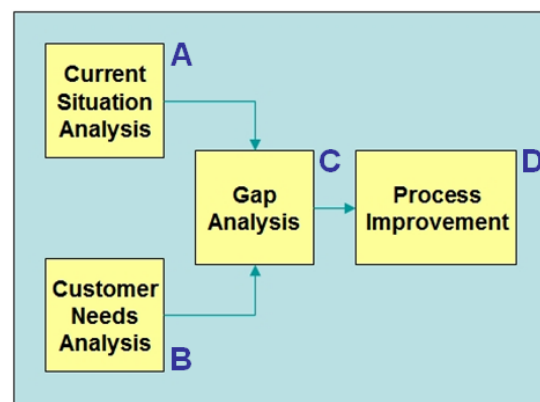 A
Current
Situation
Analysis
C
Gap
Analysis
D
Process
Improvement
Customer
Needs
Analysis
B